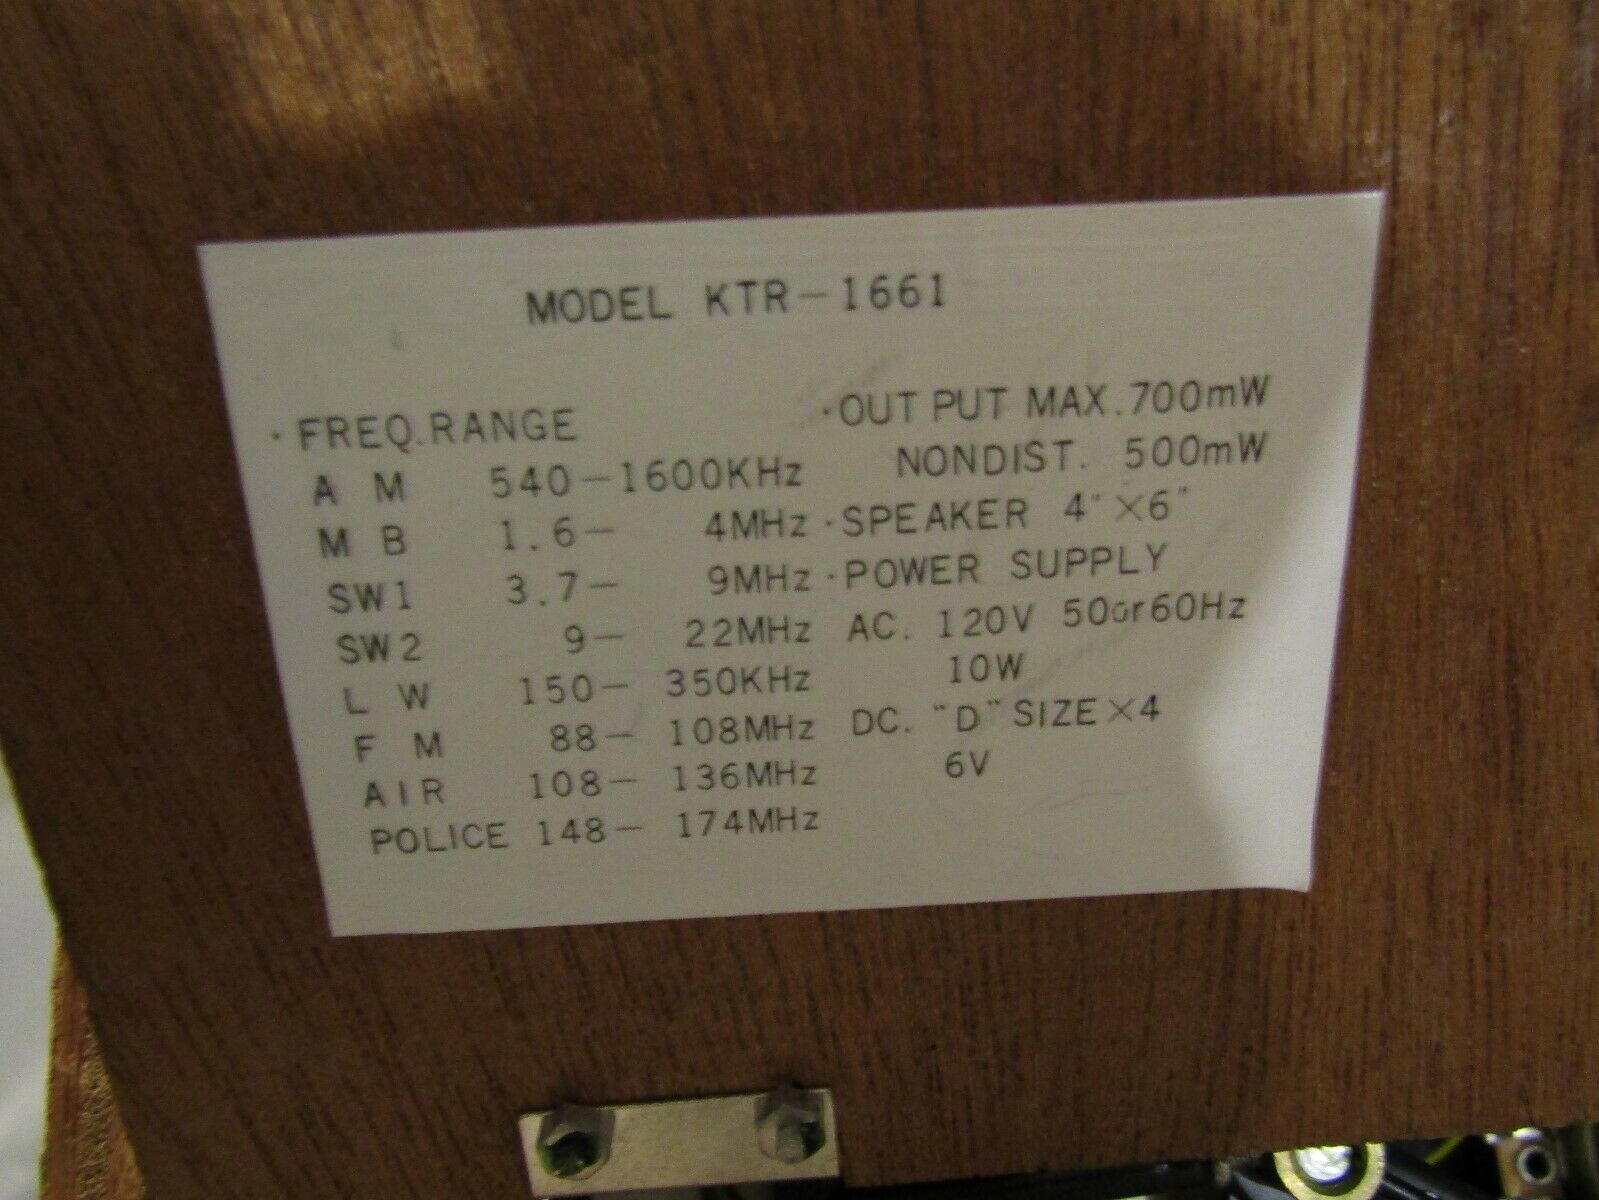 MODEL KTR-1661
·FREQ.RANGE
A M 540-1600KHz
M B 1.6- 4MHz
SW1 3.7- 9MHz
SW2 9- 22MHz
L W 150- 350KHz
F M 88- 108MHz
AIR 108- 136MHz
POLICE 148- 174MHz
·OUT PUT MAX.700mW
NONDIST. 500mW
·SPEAKER 4"×6"
·POWER SUPPLY
AC. 120V 50or60Hz
10W
DC. "D" SIZE×4
6V